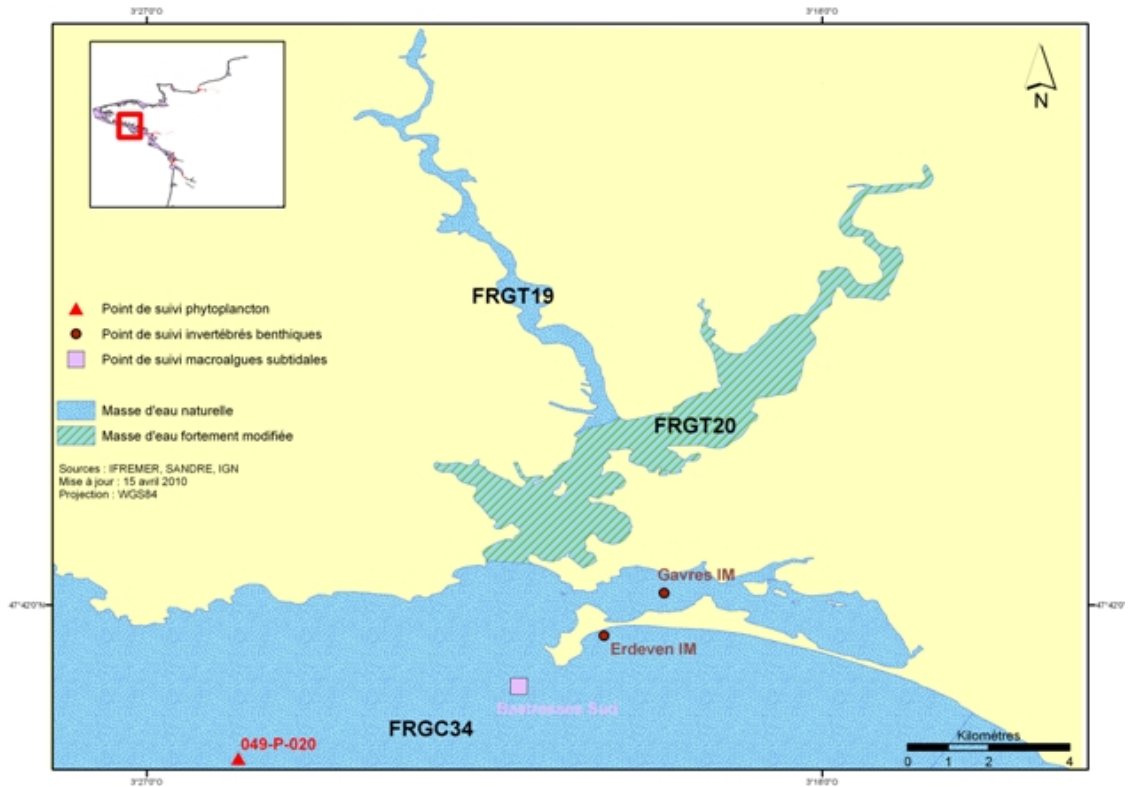 3°27'0"O
3°18'0"O
N
FRGT19
Point de suivi phytoplancton
Point de suivi invertébrés benthiques
Point de suivi macroalgues subtidales
FRGT20
Masse d'eau naturelle
Masse d'eau fortement modifiée
Sources : IFREMER, SANDRE, IGN
Mise à jour : 15 avril 2010
Projection : WGS84
Gavres IM
47°42'0"N
47°42'0"
Erdeven IM
Bastresses Sud
FRGC34
049-P-020
Kilomètres
0 1 2 4
3°27'0"O
3°18'0"O